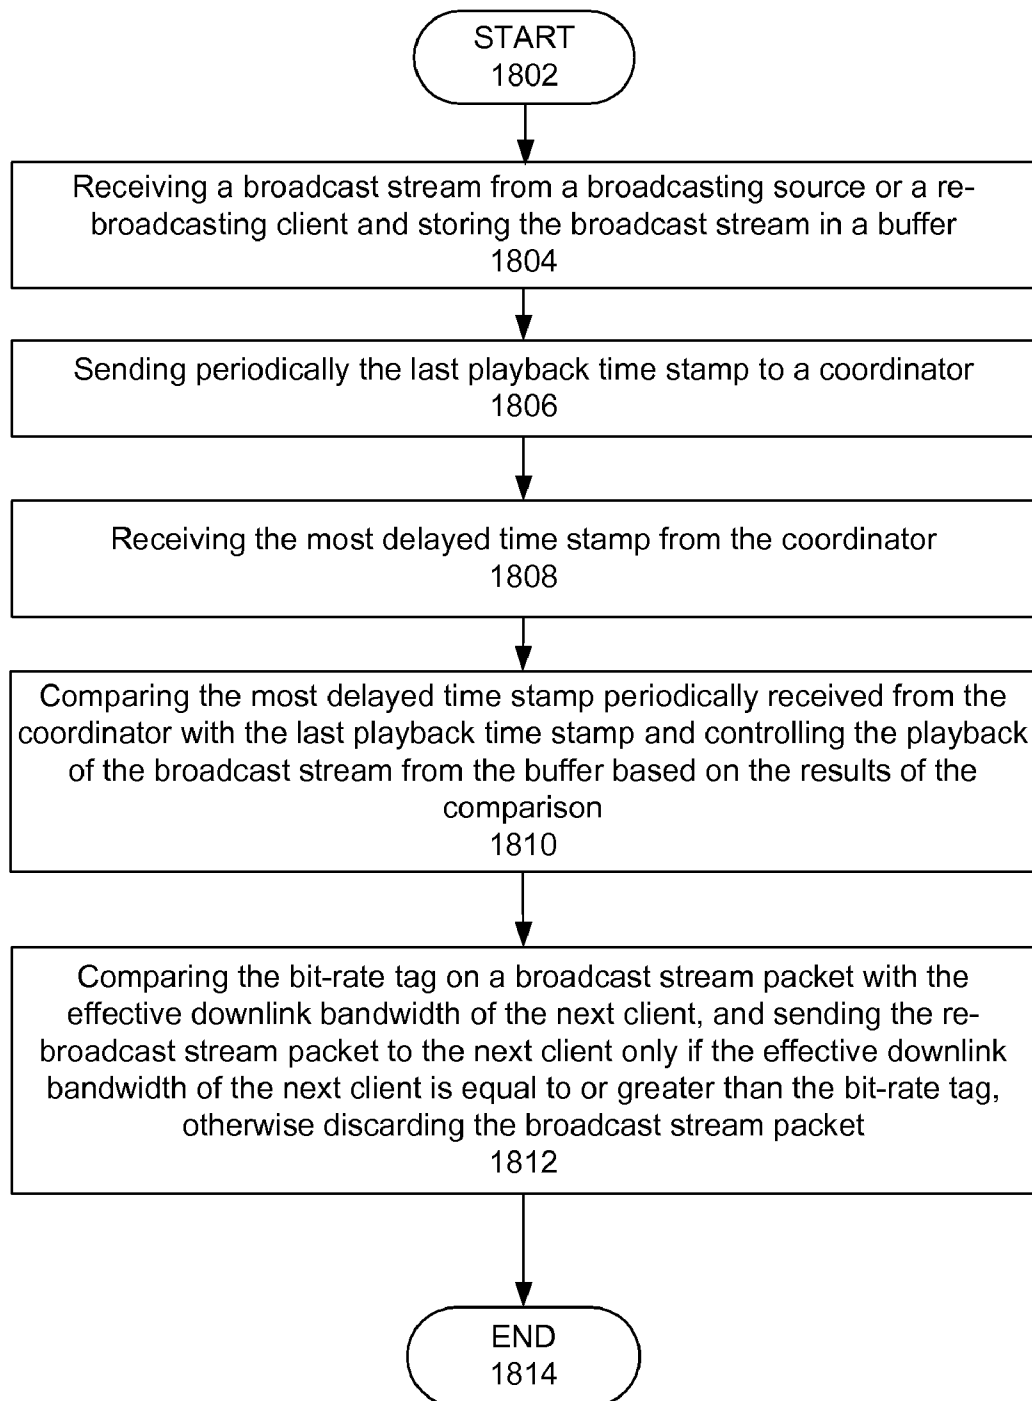 START
1802
Receiving a broadcast stream from a broadcasting source or a re-
broadcasting client and storing the broadcast stream in a buffer
1804
Sending periodically the last playback time stamp to a coordinator
1806
Receiving the most delayed time stamp from the coordinator
1808
Comparing the most delayed time stamp periodically received from the
coordinator with the last playback time stamp and controlling the playback
of the broadcast stream from the buffer based on the results of the
comparison
1810
Comparing the bit-rate tag on a broadcast stream packet with the
effective downlink bandwidth of the next client, and sending the re-
broadcast stream packet to the next client only if the effective downlink
bandwidth of the next client is equal to or greater than the bit-rate tag,
otherwise discarding the broadcast stream packet
1812
END
1814